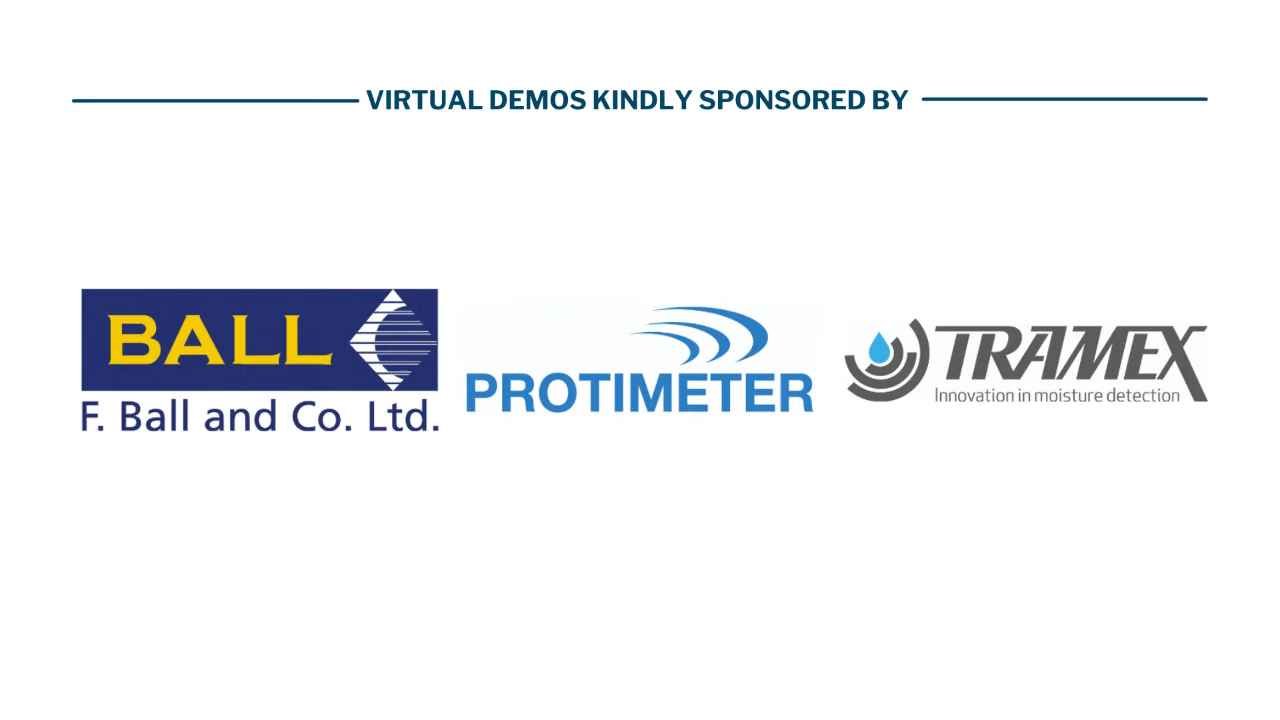 VIRTUAL DEMOS KINDLY SPONSORED BY
BALL
F. Ball and Co. Ltd.
PROTIMETER
TRAMEX
Innovation in moisture detection